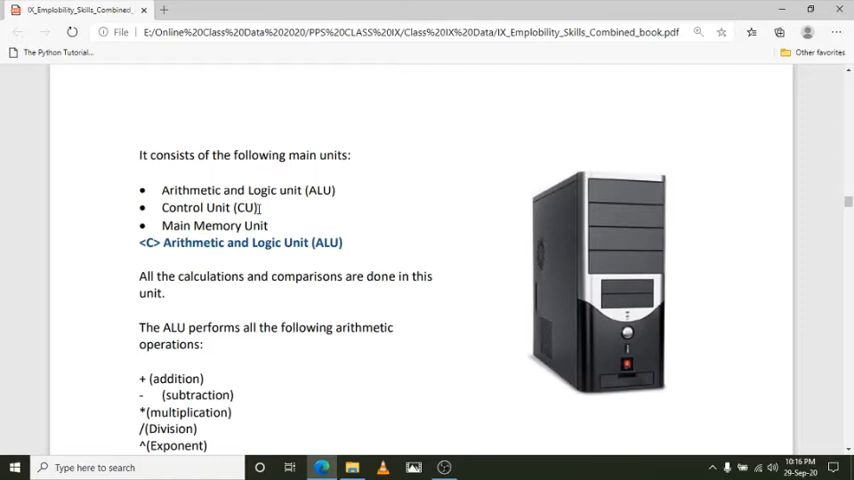 IX_Emplobility_Skills_Combined_
File
E:/Online%20Class%20Data%202020/PPS%20CLASS%20IX/Class%20IX%20Data/IX_Emplobility_Skills_Combined_book.pdf
The Python Tutorial...
Other favorites
It consists of the following main units:
• Arithmetic and Logic unit (ALU)
• Control Unit (CU)
• Main Memory Unit
<C> Arithmetic and Logic Unit (ALU)
All the calculations and comparisons are done in this
unit.
The ALU performs all the following arithmetic
operations:
+ (addition)
- (subtraction)
*(multiplication)
/(Division)
^(Exponent)
Type here to search
10:16 PM
29-Sep-20